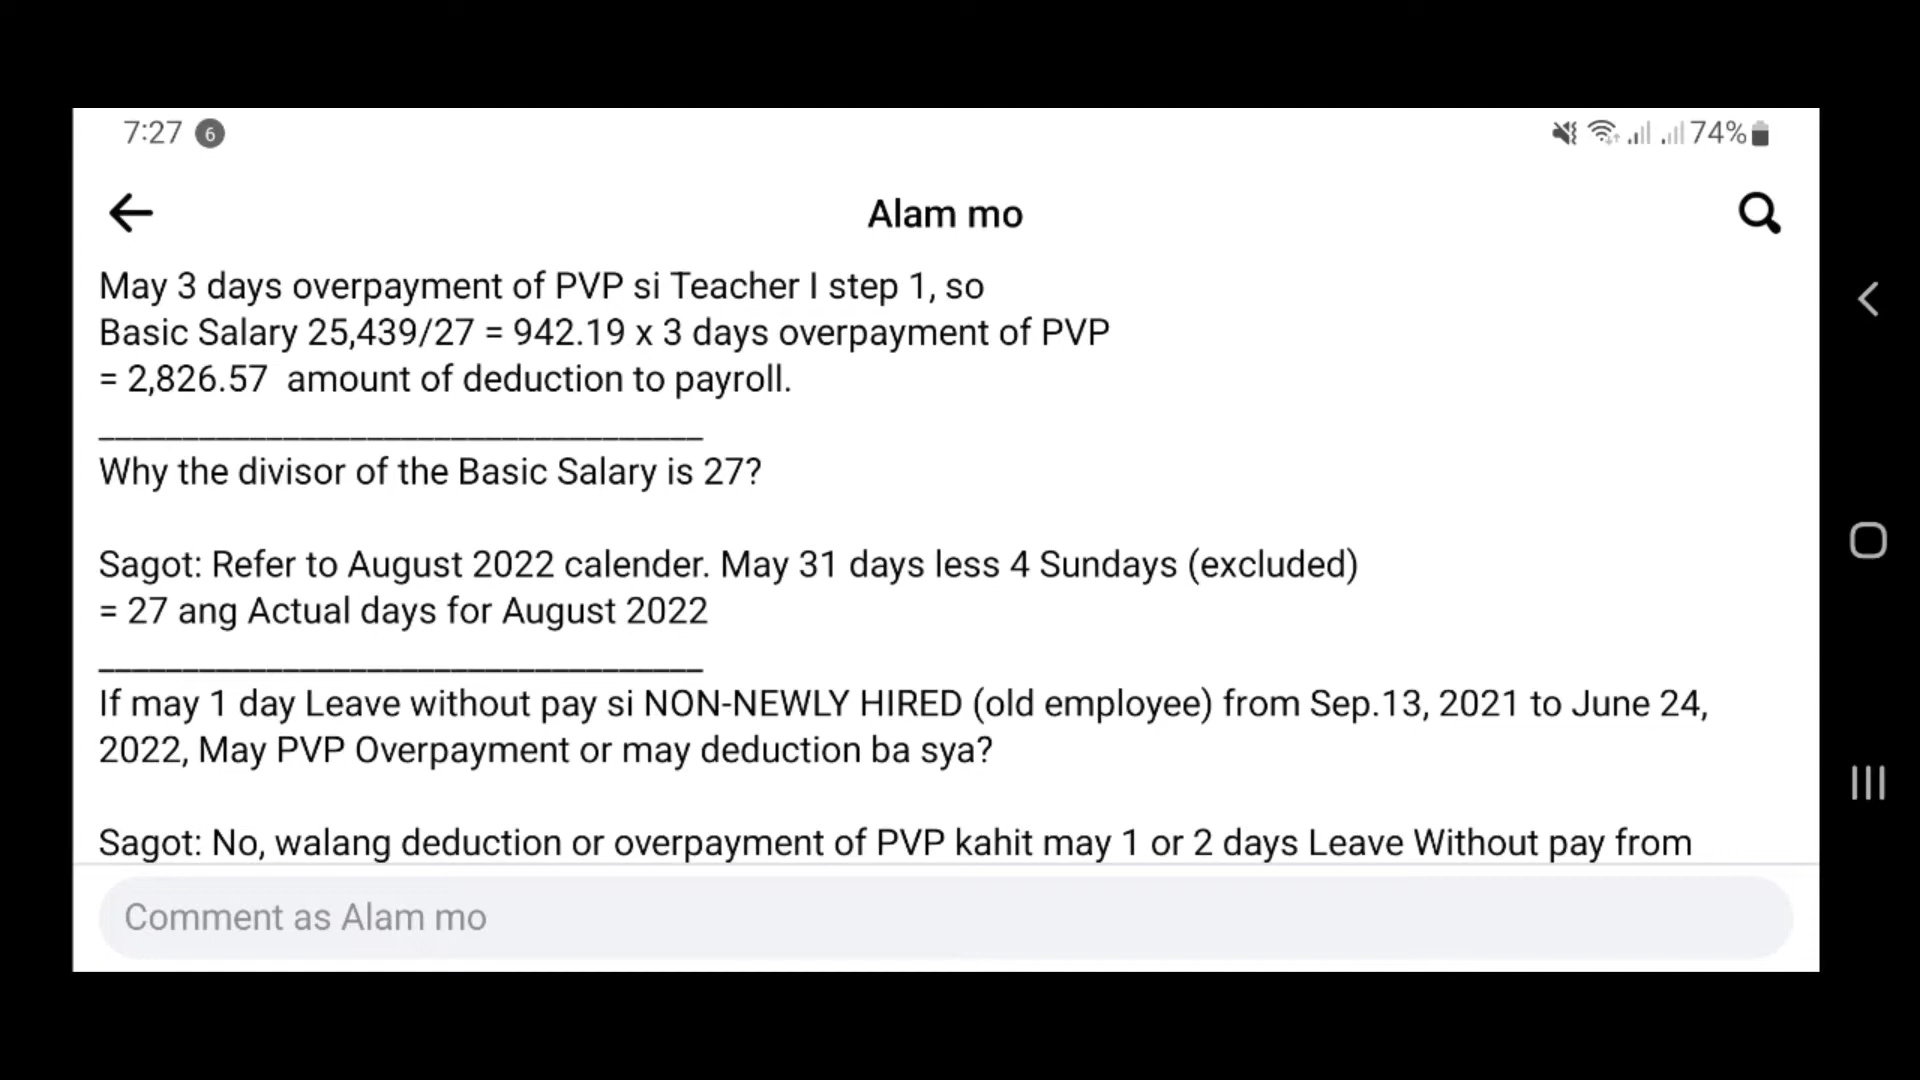 7:27 6 74%
Alam mo
May 3 days overpayment of PVP si Teacher I step 1, so
Basic Salary 25,439/27 = 942.19 x 3 days overpayment of PVP
= 2,826.57  amount of deduction to payroll.
__________________________________
Why the divisor of the Basic Salary is 27?
Sagot: Refer to August 2022 calender. May 31 days less 4 Sundays (excluded)
= 27 ang Actual days for August 2022
__________________________________
If may 1 day Leave without pay si NON-NEWLY HIRED (old employee) from Sep.13, 2021 to June 24,
2022, May PVP Overpayment or may deduction ba sya?
Sagot: No, walang deduction or overpayment of PVP kahit may 1 or 2 days Leave Without pay from
Comment as Alam mo